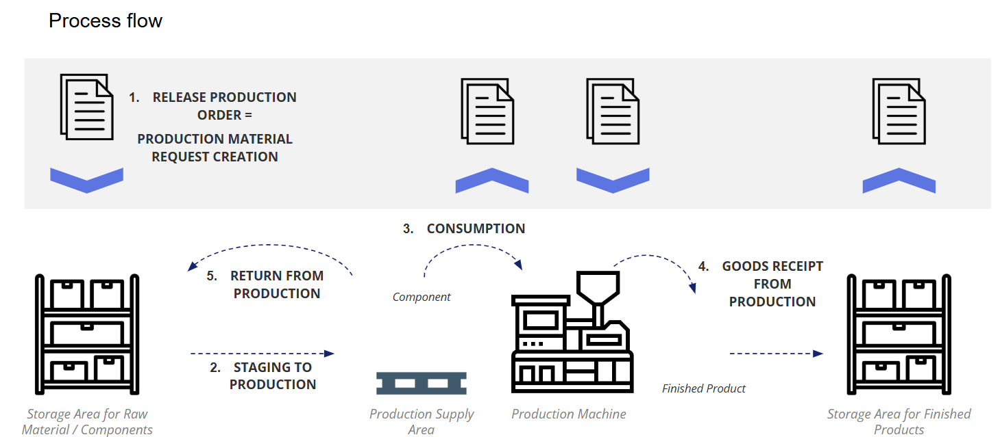 Process flow
1. RELEASE PRODUCTION
ORDER =
PRODUCTION MATERIAL
REQUEST CREATION
3. CONSUMPTION
5. RETURN FROM
PRODUCTION
Component
4. GOODS RECEIPT
FROM
PRODUCTION
2. STAGING TO
PRODUCTION
Finished Product
Storage Area for Raw
Material / Components
Production Supply
Area
Production Machine
Storage Area for Finished
Products